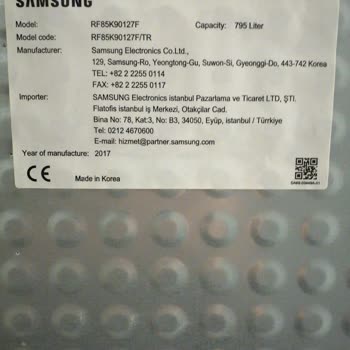 SAMSUNG
Model: RF85K90127F Capacity: 795 Liter
Model code: RF85K90127F/TR
Manufacturer: Samsung Electronics Co.Ltd.,
129, Samsung-Ro, Yeongtong-Gu, Suwon-Si, Gyeonggi-Do, 443-742 Korea
TEL: +82 2 2255 0114
FAX: +82 2 2255 0117
Importer: SAMSUNG Electronics istanbul Pazarlama ve Ticaret LTD, ŞTI.
Flatofis istanbul iş Merkezi, Otakçilar Cad.
Bina No: 78, Kat:3, No: B3, 34050, Eyüp, istanbul / Türrkiye
Tel: 0212 4670600
E-mail: hizmet@partner.samsung.com
Year of manufacture: 2017
CE Made in Korea